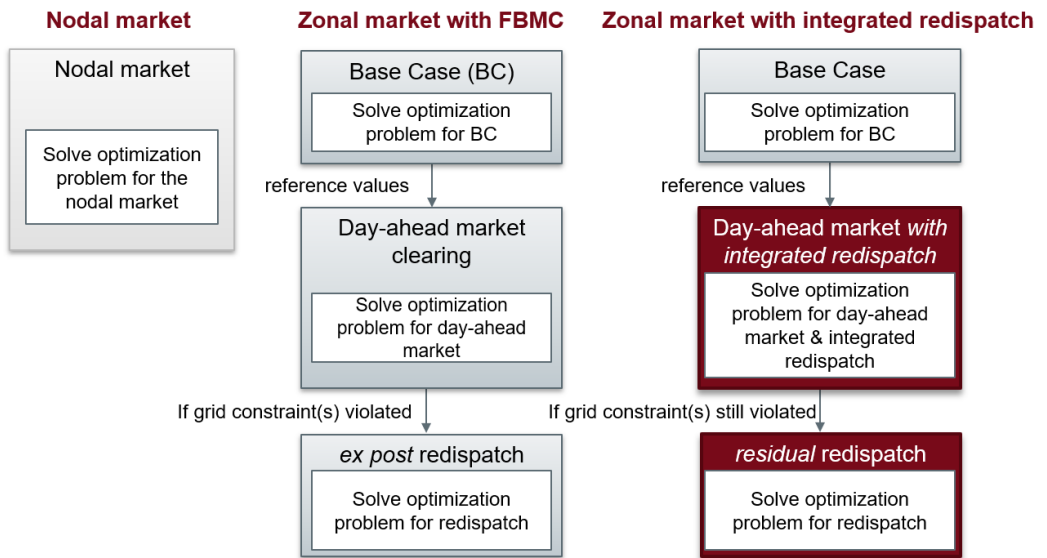 Nodal market
Nodal market
Solve optimization
problem for the
nodal market
Zonal market with FBMC
Base Case (BC)
Solve optimization
problem for BC
reference values
Day-ahead market
clearing
Solve optimization
problem for day-ahead
market
If grid constraint(s) violated
ex post redispatch
Solve optimization
problem for redispatch
Zonal market with integrated redispatch
Base Case
Solve optimization
problem for BC
reference values
Day-ahead market with
integrated redispatch
Solve optimization
problem for day-ahead
market & integrated
redispatch
If grid constraint(s) still violated
residual redispatch
Solve optimization
problem for redispatch